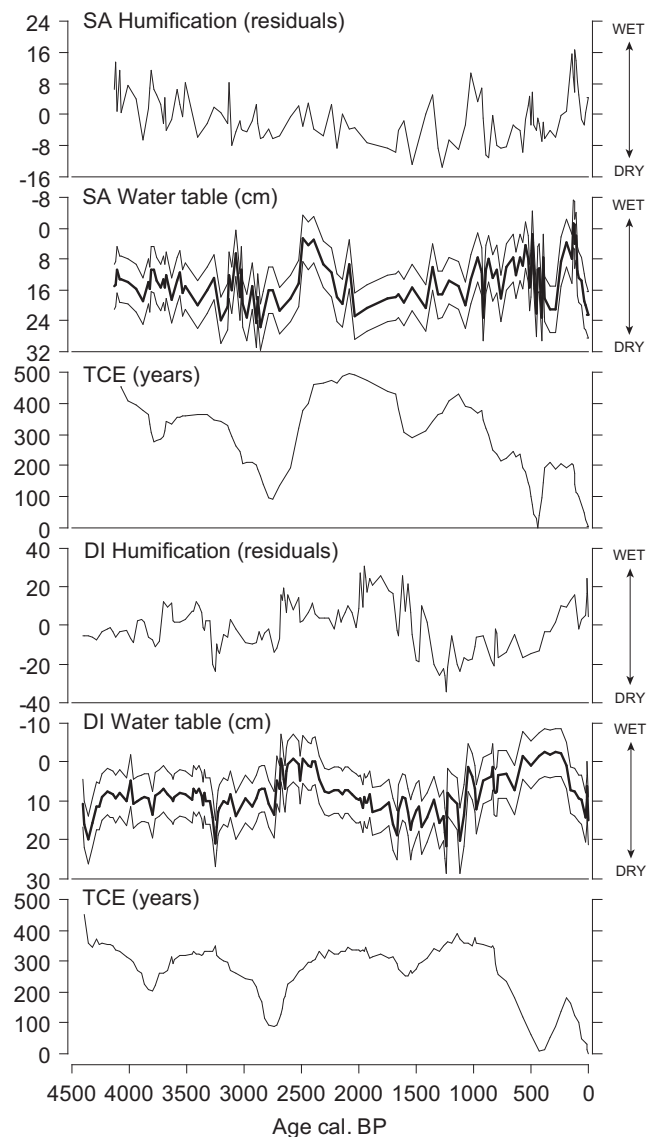 SA Humification (residuals)
24
16
8
0
-8
-16
WET
DRY
SA Water table (cm)
-8
0
8
16
24
32
WET
DRY
TCE (years)
500
400
300
200
100
0
DI Humification (residuals)
40
20
0
-20
-40
WET
DRY
DI Water table (cm)
-10
0
10
20
30
WET
DRY
TCE (years)
500
400
300
200
100
0
4500 4000 3500 3000 2500 2000 1500 1000 500 0
Age cal. BP